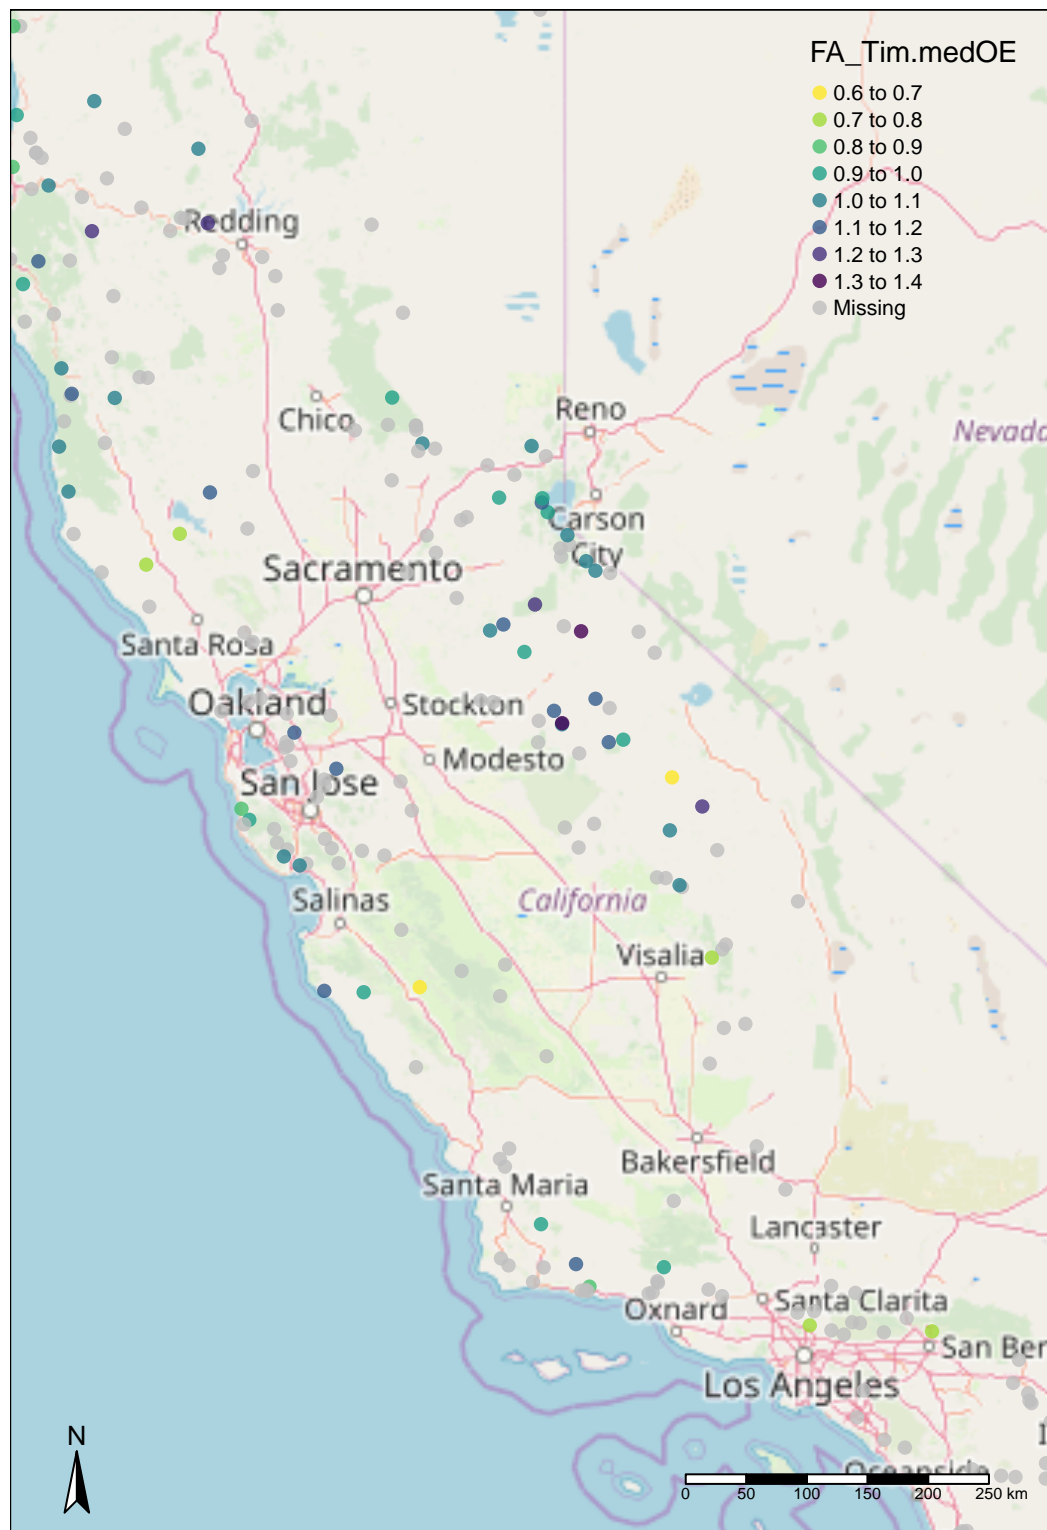 FA_Tim.medOE
0.6 to 0.7
0.7 to 0.8
0.8 to 0.9
0.9 to 1.0
1.0 to 1.1
1.1 to 1.2
1.2 to 1.3
1.3 to 1.4
Missing
Redding
Chico
Reno
Nevada
Carson
City
Sacramento
Santa Rosa
Oakland
Stockton
Modesto
San Jose
Salinas
California
Visalia
Bakersfield
Santa Maria
Lancaster
Santa Clarita
Oxnard
San Ber
Los Angeles
Oceanside
N
0 50 100 150 200 250 km